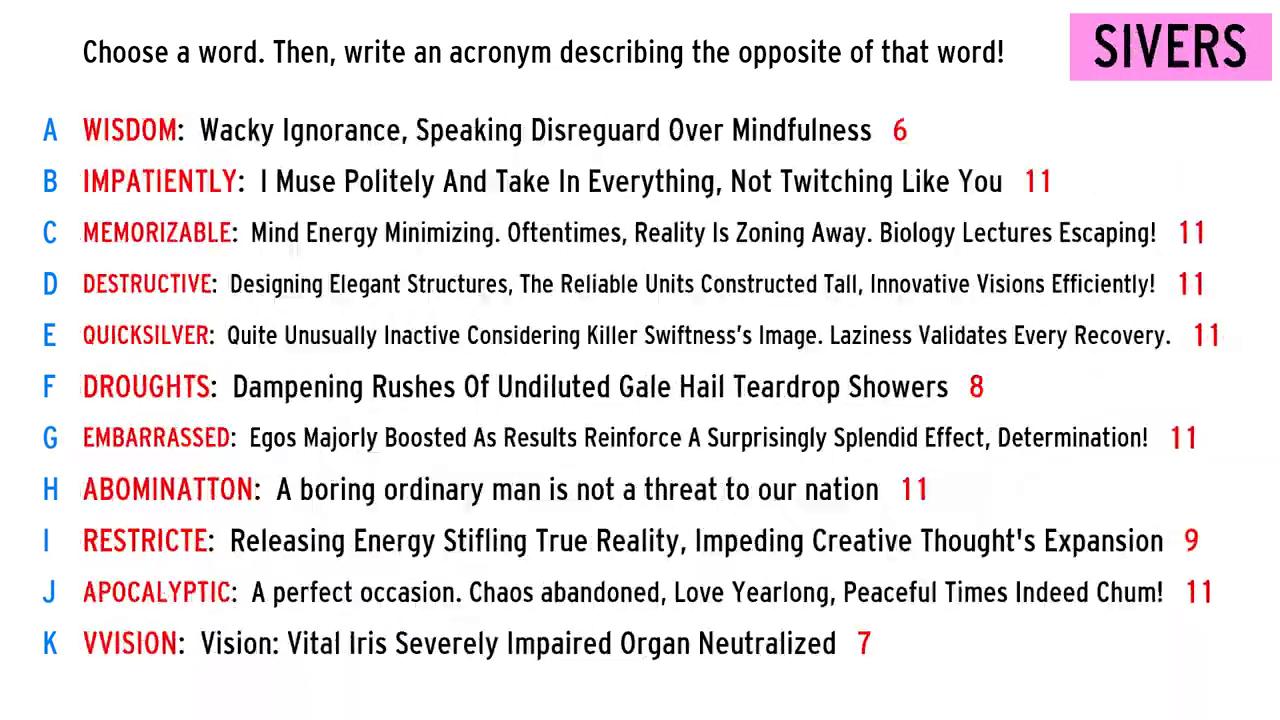 Choose a word. Then, write an acronym describing the opposite of that word!
SIVERS
A WISDOM: Wacky Ignorance, Speaking Disreguard Over Mindfulness 6
B IMPATIENTLY: I Muse Politely And Take In Everything, Not Twitching Like You 11
C MEMORIZABLE: Mind Energy Minimizing. Oftentimes, Reality Is Zoning Away. Biology Lectures Escaping! 11
D DESTRUCTIVE: Designing Elegant Structures, The Reliable Units Constructed Tall, Innovative Visions Efficiently! 11
E QUICKSILVER: Quite Unusually Inactive Considering Killer Swiftness's Image. Laziness Validates Every Recovery. 11
F DROUGHTS: Dampening Rushes Of Undiluted Gale Hail Teardrop Showers 8
G EMBARRASSED: Egos Majorly Boosted As Results Reinforce A Surprisingly Splendid Effect, Determination! 11
H ABOMINATTON: A boring ordinary man is not a threat to our nation 11
I RESTRICTE: Releasing Energy Stifling True Reality, Impeding Creative Thought's Expansion 9
J APOCALYPTIC: A perfect occasion. Chaos abandoned, Love Yearlong, Peaceful Times Indeed Chum! 11
K VVISION: Vision: Vital Iris Severely Impaired Organ Neutralized 7